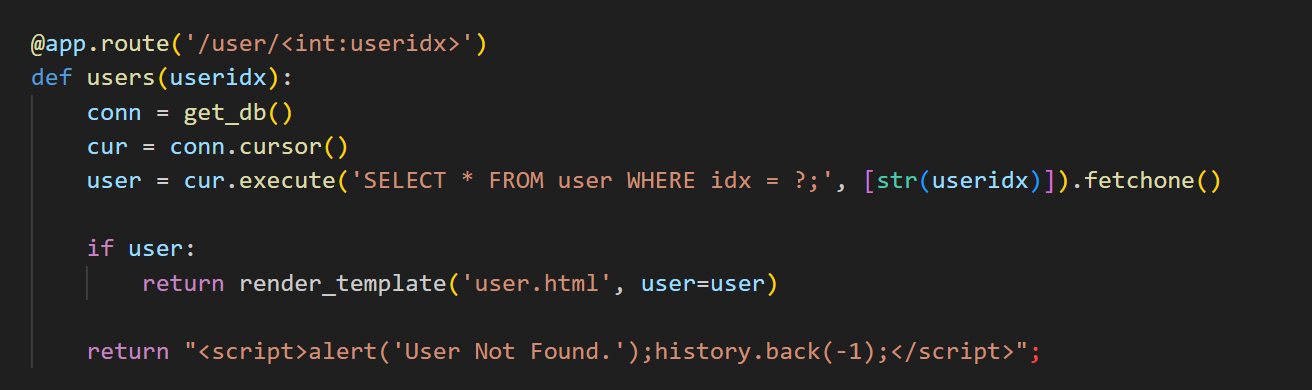 @app.route('/user/<int:useridx>')
def users(useridx):
    conn = get_db()
    cur = conn.cursor()
    user = cur.execute('SELECT * FROM user WHERE idx = ?;', [str(useridx)]).fetchone()

    if user:
        return render_template('user.html', user=user)

    return "<script>alert('User Not Found.');history.back(-1);</script>";